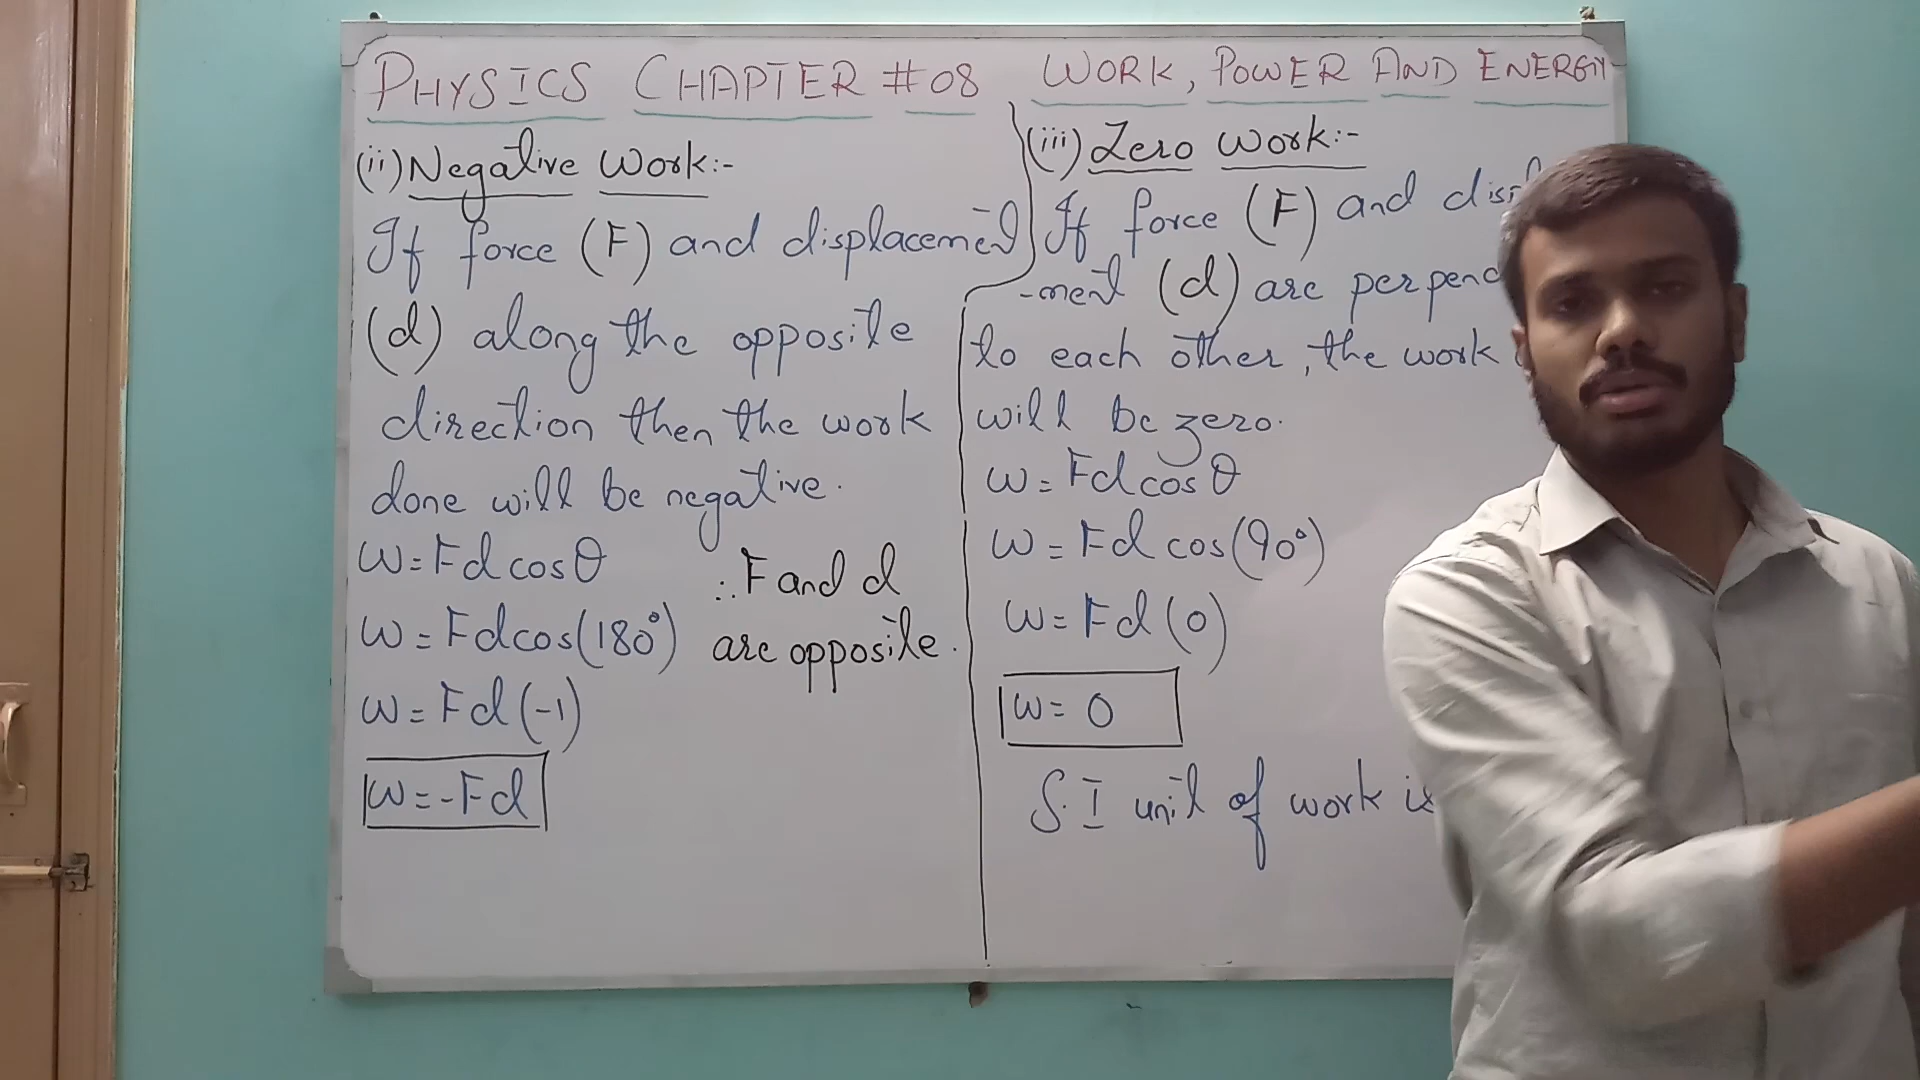 PHYSICS CHAPTER #08 WORK, POWER AND ENERGY
(ii) Negative Work:-
If force (F) and displacement
(d) along the opposite
direction then the work
done will be negative.
W = Fd cosθ
W = Fd cos(180°)
W = Fd (-1)
W = -Fd
∴ F and d
are opposite.
(iii) Zero Work:-
If force (F) and
-ment (d) are
to each other, the work
will be zero.
W = Fd cos θ
W = Fd cos(90°)
W = Fd (0)
W = 0
S.I unit of work is